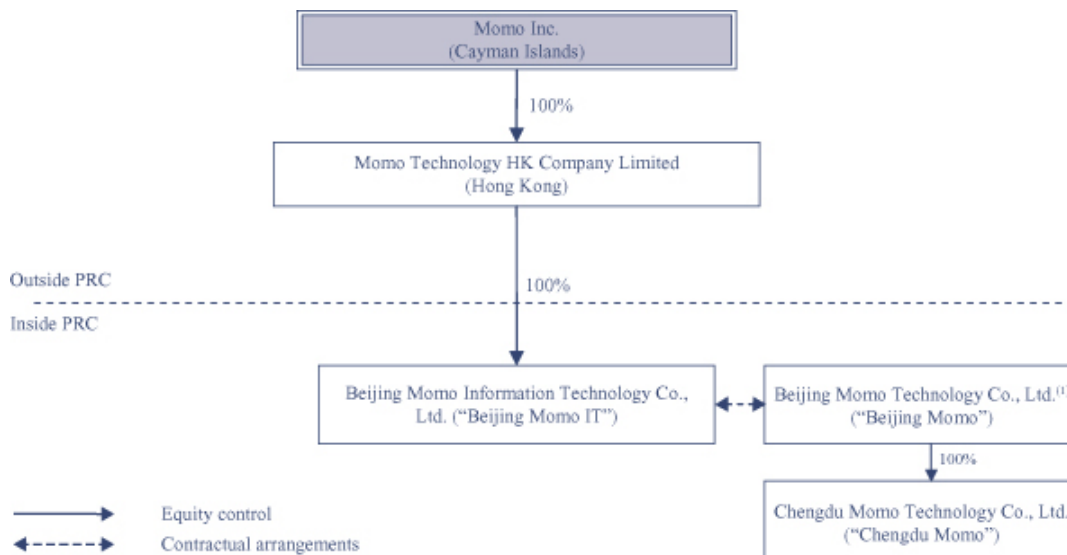 Momo Inc.
(Cayman Islands)
100%
Momo Technology HK Company Limited
(Hong Kong)
Outside PRC
100%
Inside PRC
Beijing Momo Information Technology Co.,
Ltd. (“Beijing Momo IT”)
Beijing Momo Technology Co., Ltd.(1)
(“Beijing Momo”)
100%
Chengdu Momo Technology Co., Ltd.
(“Chengdu Momo”)
Equity control
Contractual arrangements